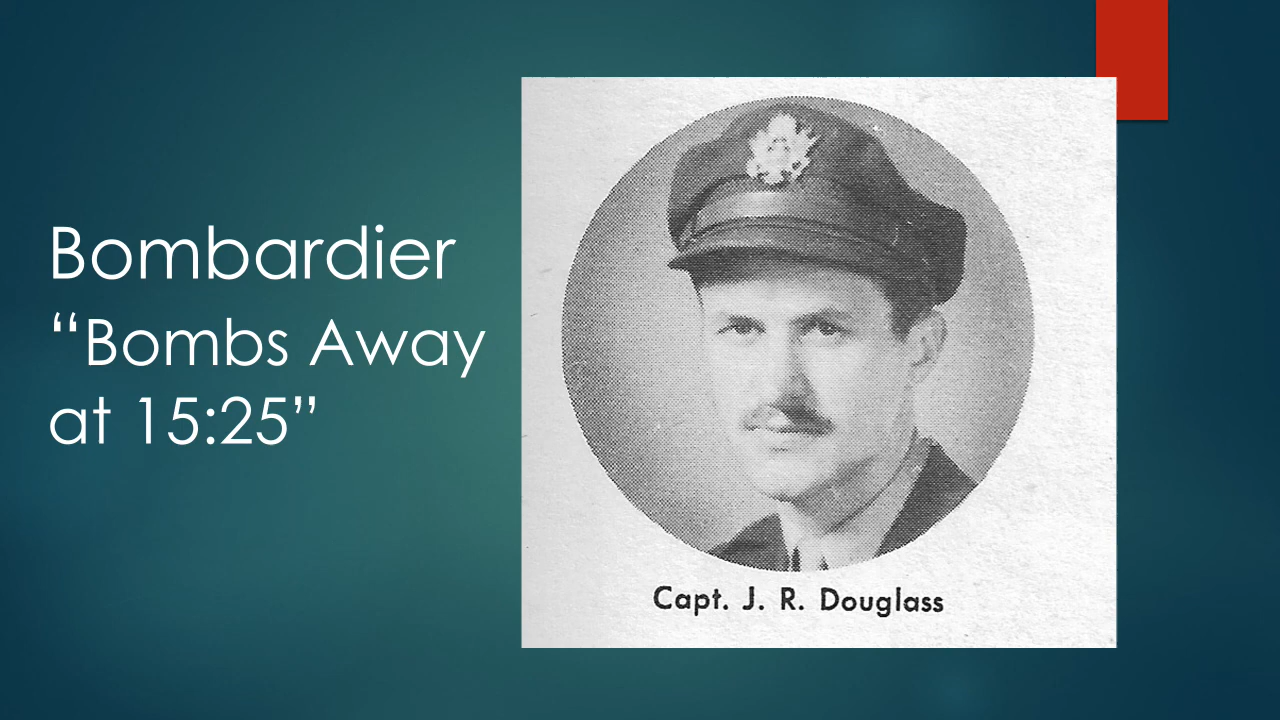 Bombardier
“Bombs Away
at 15:25”
Capt. J. R. Douglass